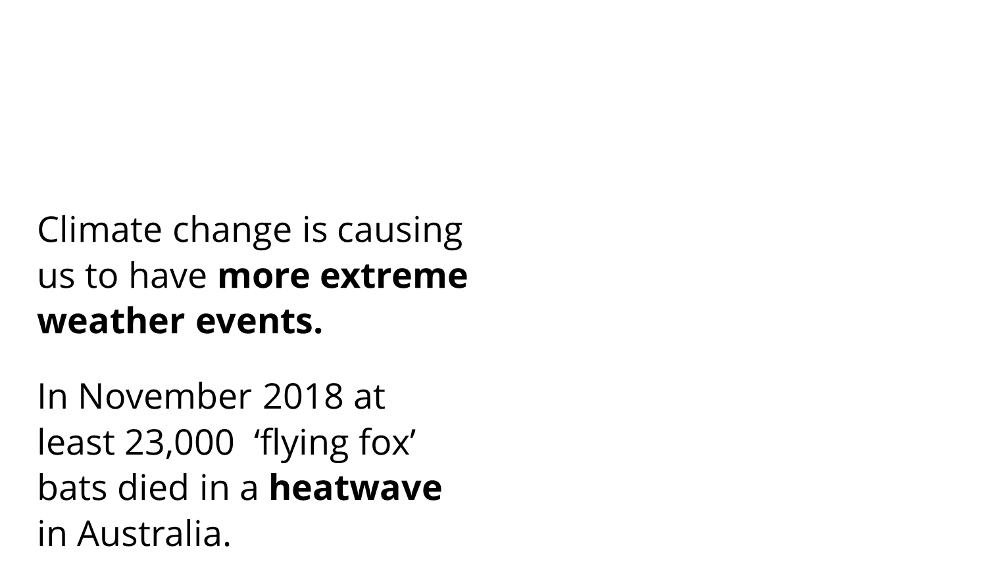 Climate change is causing
us to have more extreme
weather events.
In November 2018 at
least 23,000  ‘flying fox’
bats died in a heatwave
in Australia.